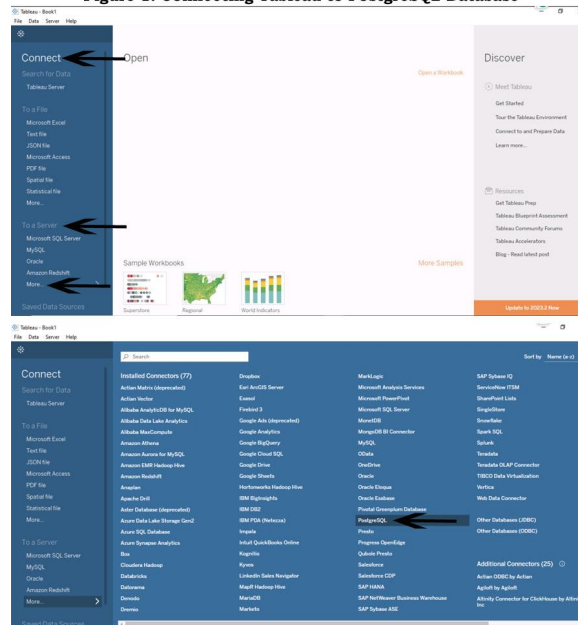 Figure 1: Connecting Tableau to PostgreSQL Database
Tableau - Book1
File Data Server Help
Connect
Search for Data
Tableau Server
To a File
Microsoft Excel
Text file
JSON file
Microsoft Access
PDF file
Spatial file
Statistical file
More...
To a Server
Microsoft SQL Server
MySQL
Oracle
Amazon Redshift
More...
Saved Data Sources
Open
Open a Workbook
Sample Workbooks
More Samples
Superstore
Regional
World Indicators
Discover
Meet Tableau
Get Started
Tour the Tableau Environment
Connect to and Prepare Data
Learn more...
Resources
Get Tableau Prep
Tableau Blueprint Assessment
Tableau Community Forums
Tableau Accelerators
Blog - Read latest post
Update to 2023.2 Now
Tableau - Book1
File Data Server Help
Connect
Search for Data
Tableau Server
To a File
Microsoft Excel
Text file
JSON file
Microsoft Access
PDF file
Spatial file
Statistical file
More...
To a Server
Microsoft SQL Server
MySQL
Oracle
Amazon Redshift
More...
Saved Data Sources
Search
Sort by Name (a-z)
Installed Connectors (77)
Actian Matrix (deprecated)
Actian Vector
Alibaba AnalyticDB for MySQL
Alibaba Data Lake Analytics
Alibaba MaxCompute
Amazon Athena
Amazon Aurora for MySQL
Amazon EMR Hadoop Hive
Amazon Redshift
Anaplan
Apache Drill
Aster Database (deprecated)
Azure Data Lake Storage Gen2
Azure SQL Database
Azure Synapse Analytics
Box
Cloudera Hadoop
Databricks
Datorama
Denodo
Dremio
Dropbox
Esri ArcGIS Server
Exasol
Firebird 3
Google Ads (deprecated)
Google Analytics
Google BigQuery
Google Cloud SQL
Google Drive
Google Sheets
Hortonworks Hadoop Hive
IBM BigInsights
IBM DB2
IBM PDA (Netezza)
Impala
Intuit QuickBooks Online
Kognitio
Kyvos
LinkedIn Sales Navigator
MapR Hadoop Hive
MariaDB
Marketo
MarkLogic
Microsoft Analysis Services
Microsoft PowerPivot
Microsoft SQL Server
MonetDB
MongoDB BI Connector
MySQL
OData
OneDrive
Oracle
Oracle Eloqua
Oracle Essbase
Pivotal Greenplum Database
PostgreSQL
Presto
Progress OpenEdge
Qubole Presto
Salesforce
Salesforce CDP
SAP HANA
SAP NetWeaver Business Warehouse
SAP Sybase ASE
SAP Sybase IQ
ServiceNow ITSM
SharePoint Lists
SingleStore
Snowflake
Spark SQL
Splunk
Teradata
Teradata OLAP Connector
TIBCO Data Virtualization
Vertica
Web Data Connector
Other Databases (JDBC)
Other Databases (ODBC)
Additional Connectors (25)
Actian ODBC by Actian
Agiloft by Agiloft
Altinity Connector for ClickHouse by Altini
Inc